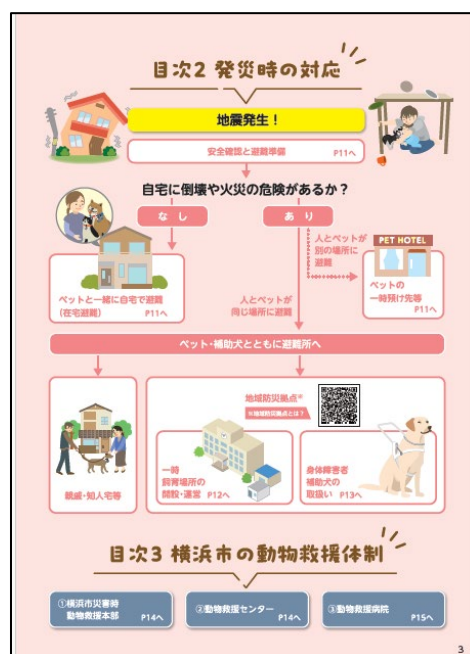 目次2 発災時の対応
地震発生！
安全確認と避難準備 P11へ
自宅に倒壊や火災の危険があるか？
なし
あり
人とペットが
別の場所に
避難
PET HOTEL
ペットと一緒に自宅で避難
(在宅避難) P11へ
ペットの
一時預け先等
P11へ
人とペットが
同じ場所に避難
ペット・補助犬とともに避難所へ
地域防災拠点※
※地域防災拠点とは？
親戚・知人宅等
一時
飼育場所の
開設・運営 P12へ
身体障害者
補助犬の
取扱い P13へ
目次3 横浜市の動物救援体制
①横浜市災害時
動物救援本部 P14へ
②動物救援センター
P14へ
③動物救援病院
P15へ
3